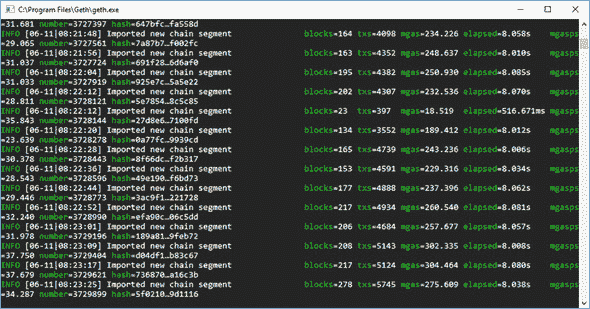 C:\Program Files\Geth\geth.exe
=31.681 number=3727397 hash=647bfc…fa558d
INFO [06-11|08:21:48] Imported new chain segment blocks=164 txs=4098 mgas=234.226 elapsed=8.058s mgasps
=29.065 number=3727561 hash=7a87b7…f002fc
INFO [06-11|08:21:56] Imported new chain segment blocks=163 txs=4352 mgas=248.637 elapsed=8.010s mgasps
=31.037 number=3727724 hash=691f28…6d6af0
INFO [06-11|08:22:04] Imported new chain segment blocks=195 txs=4382 mgas=250.930 elapsed=8.085s mgasps
=31.033 number=3727919 hash=925e7c…5a5e22
INFO [06-11|08:22:12] Imported new chain segment blocks=202 txs=4307 mgas=232.536 elapsed=8.070s mgasps
=28.811 number=3728121 hash=5e7854…8c5c85
INFO [06-11|08:22:12] Imported new chain segment blocks=23 txs=397 mgas=18.519 elapsed=516.671ms mgasps
=35.843 number=3728144 hash=27d8e6…7100fd
INFO [06-11|08:22:20] Imported new chain segment blocks=134 txs=3552 mgas=189.412 elapsed=8.012s mgasps
=23.639 number=3728278 hash=0a77fc…9939cd
INFO [06-11|08:22:28] Imported new chain segment blocks=165 txs=4739 mgas=243.236 elapsed=8.006s mgasps
=30.378 number=3728443 hash=8f66dc…f2b317
INFO [06-11|08:22:36] Imported new chain segment blocks=153 txs=4591 mgas=229.316 elapsed=8.034s mgasps
=28.543 number=3728596 hash=49e190…f6bd73
INFO [06-11|08:22:44] Imported new chain segment blocks=177 txs=4888 mgas=237.396 elapsed=8.062s mgasps
=29.446 number=3728773 hash=3ac9f1…221728
INFO [06-11|08:22:52] Imported new chain segment blocks=217 txs=4934 mgas=260.540 elapsed=8.081s mgasps
=32.240 number=3728990 hash=efa90c…06c5dd
INFO [06-11|08:23:01] Imported new chain segment blocks=206 txs=4684 mgas=257.677 elapsed=8.057s mgasps
=31.978 number=3729196 hash=189a81…9feb72
INFO [06-11|08:23:09] Imported new chain segment blocks=208 txs=5143 mgas=302.335 elapsed=8.008s mgasps
=37.750 number=3729404 hash=d04df1…b83c67
INFO [06-11|08:23:17] Imported new chain segment blocks=217 txs=5124 mgas=304.464 elapsed=8.080s mgasps
=37.679 number=3729621 hash=736870…a16c3b
INFO [06-11|08:23:25] Imported new chain segment blocks=278 txs=5745 mgas=275.609 elapsed=8.038s mgasps
=34.287 number=3729899 hash=5f0210…9d1116